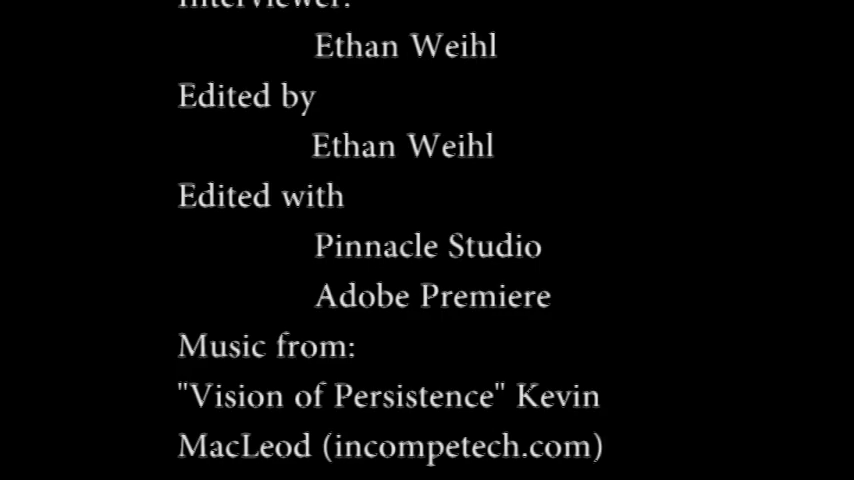 Interviewer:
Ethan Weihl
Edited by
Ethan Weihl
Edited with
Pinnacle Studio
Adobe Premiere
Music from:
"Vision of Persistence" Kevin
MacLeod (incompetech.com)